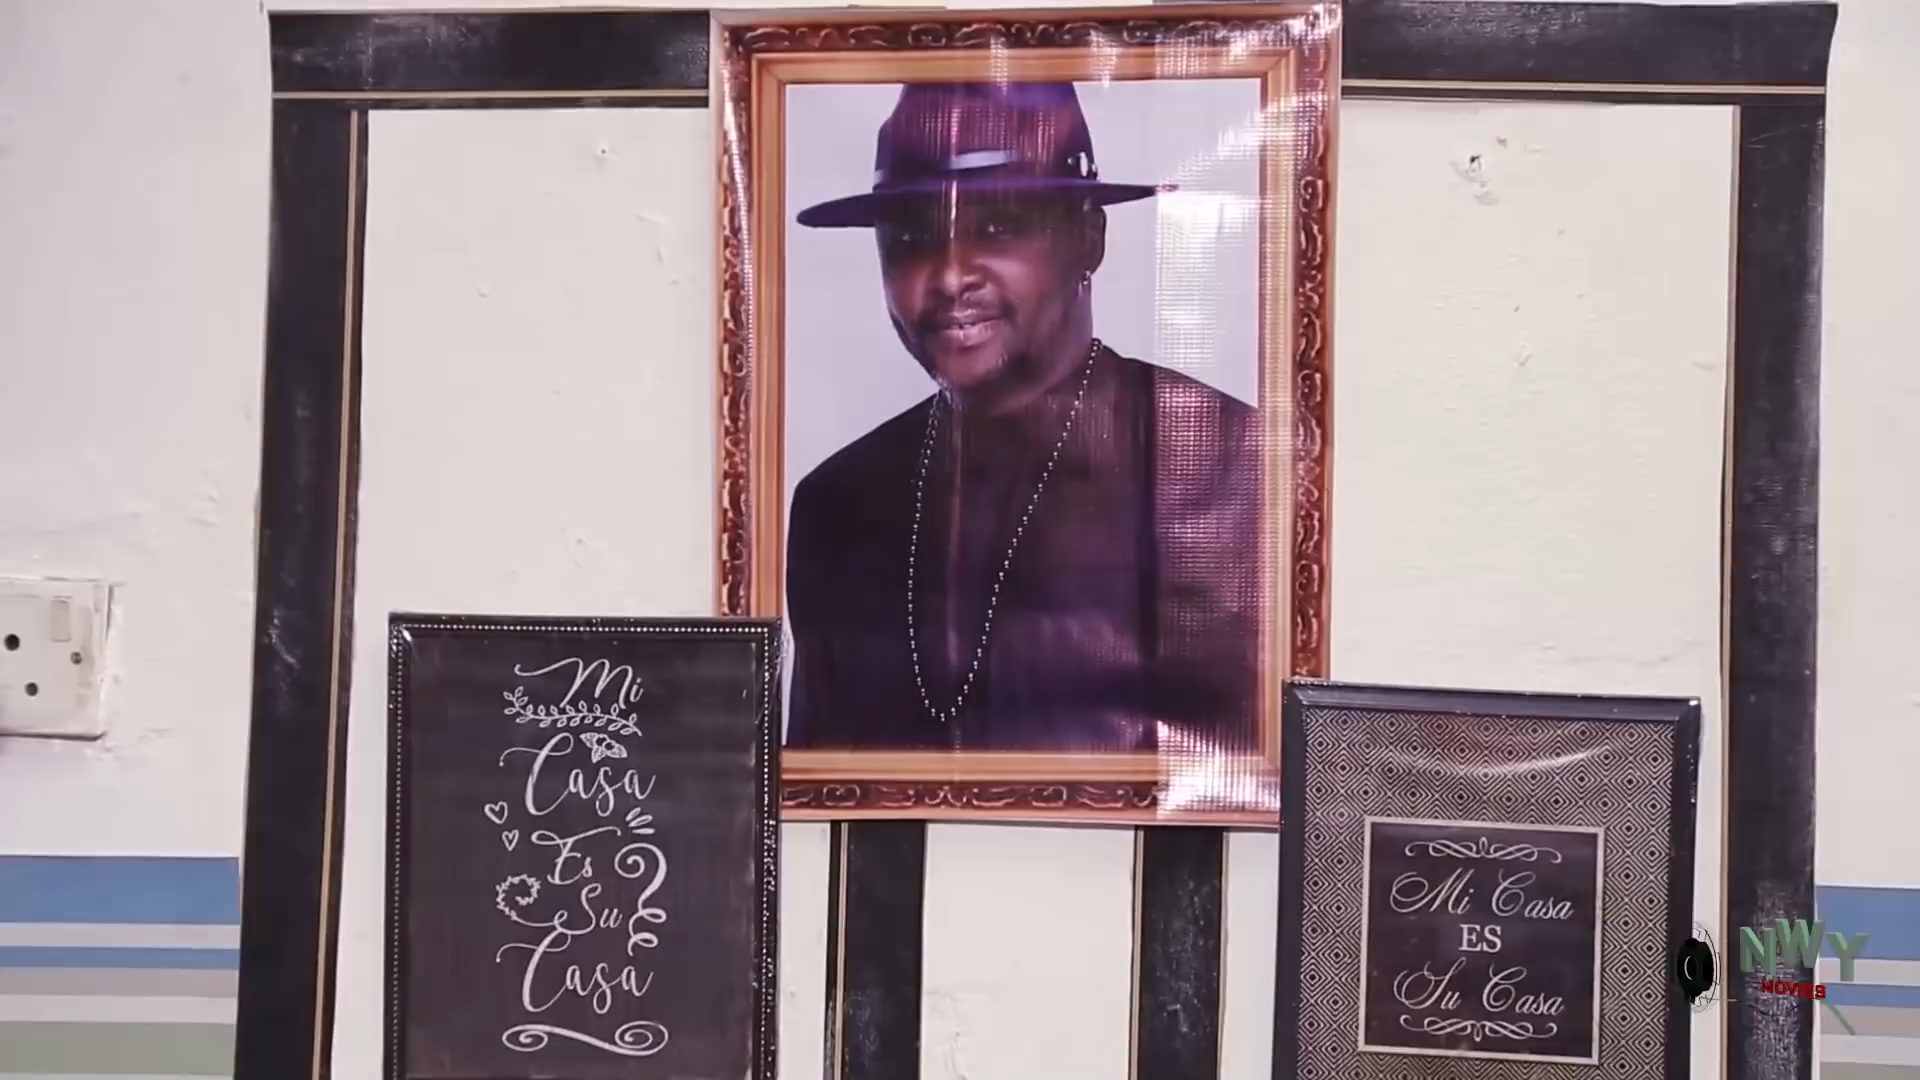 Mi
Casa
Es
Su
Casa
Mi Casa
ES
Su Casa
NWY
MOVIES